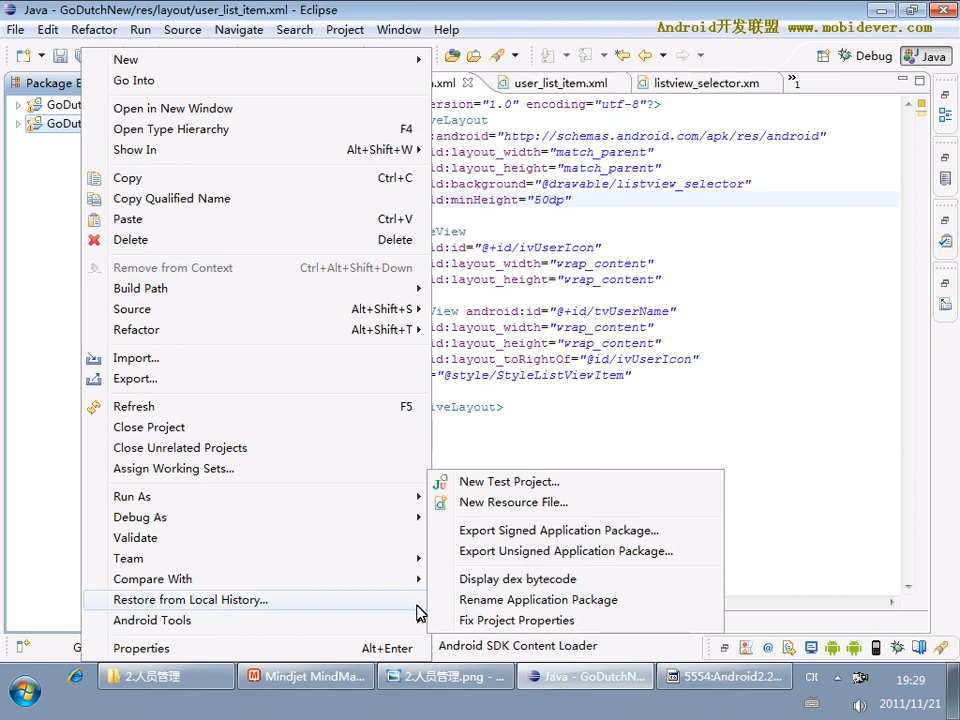 Java - GoDutchNew/res/layout/user_list_item.xml - Eclipse
File Edit Refactor Run Source Navigate Search Project Window Help
Android开发联盟 www.mobidever.com
Debug Java
Package E
.xml user_list_item.xml listview_selector.xm »1
GoDut
GoDut
New
Go Into
Open in New Window
Open Type Hierarchy F4
Show In Alt+Shift+W
Copy Ctrl+C
Copy Qualified Name
Paste Ctrl+V
Delete Delete
Remove from Context Ctrl+Alt+Shift+Down
Build Path
Source Alt+Shift+S
Refactor Alt+Shift+T
Import...
Export...
Refresh F5
Close Project
Close Unrelated Projects
Assign Working Sets...
Run As
Debug As
Validate
Team
Compare With
Restore from Local History...
Android Tools
Properties Alt+Enter
version="1.0" encoding="utf-8"?>
iveLayout
:android="http://schemas.android.com/apk/res/android"
id:layout_width="match_parent"
id:layout_height="match_parent"
id:background="@drawable/listview_selector"
id:minHeight="50dp"
eView
id:id="@+id/ivUserIcon"
id:layout_width="wrap_content"
id:layout_height="wrap_content"
View android:id="@+id/tvUserName"
id:layout_width="wrap_content"
id:layout_height="wrap_content"
id:layout_toRightOf="@id/ivUserIcon"
="@style/StyleListViewItem"
iveLayout>
New Test Project...
New Resource File...
Export Signed Application Package...
Export Unsigned Application Package...
Display dex bytecode
Rename Application Package
Fix Project Properties
G
Android SDK Content Loader
2.人员管理
Mindjet MindMa...
2.人员管理.png - ...
Java - GoDutchN...
5554:Android2.2...
CH
19:29
2011/11/21